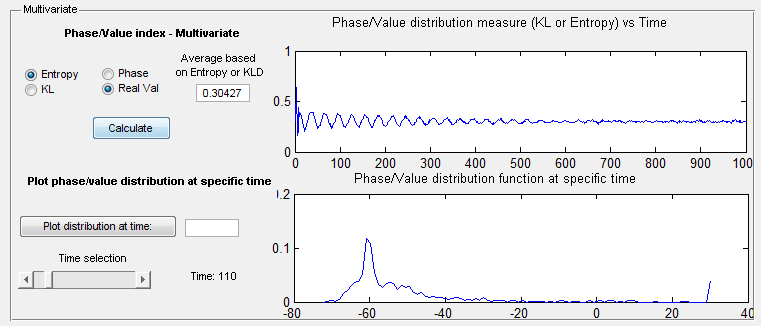 Multivariate
Phase/Value index - Multivariate
Entropy
Phase
KL
Real Val
Average based
on Entropy or KLD
0.30427
Calculate
Phase/Value distribution measure (KL or Entropy) vs Time
1
0.5
0
0 100 200 300 400 500 600 700 800 900 1000
Plot phase/value distribution at specific time
Plot distribution at time:
Time selection
Time: 110
Phase/Value distribution function at specific time
0.2
0.1
0
-80 -60 -40 -20 0 20 40